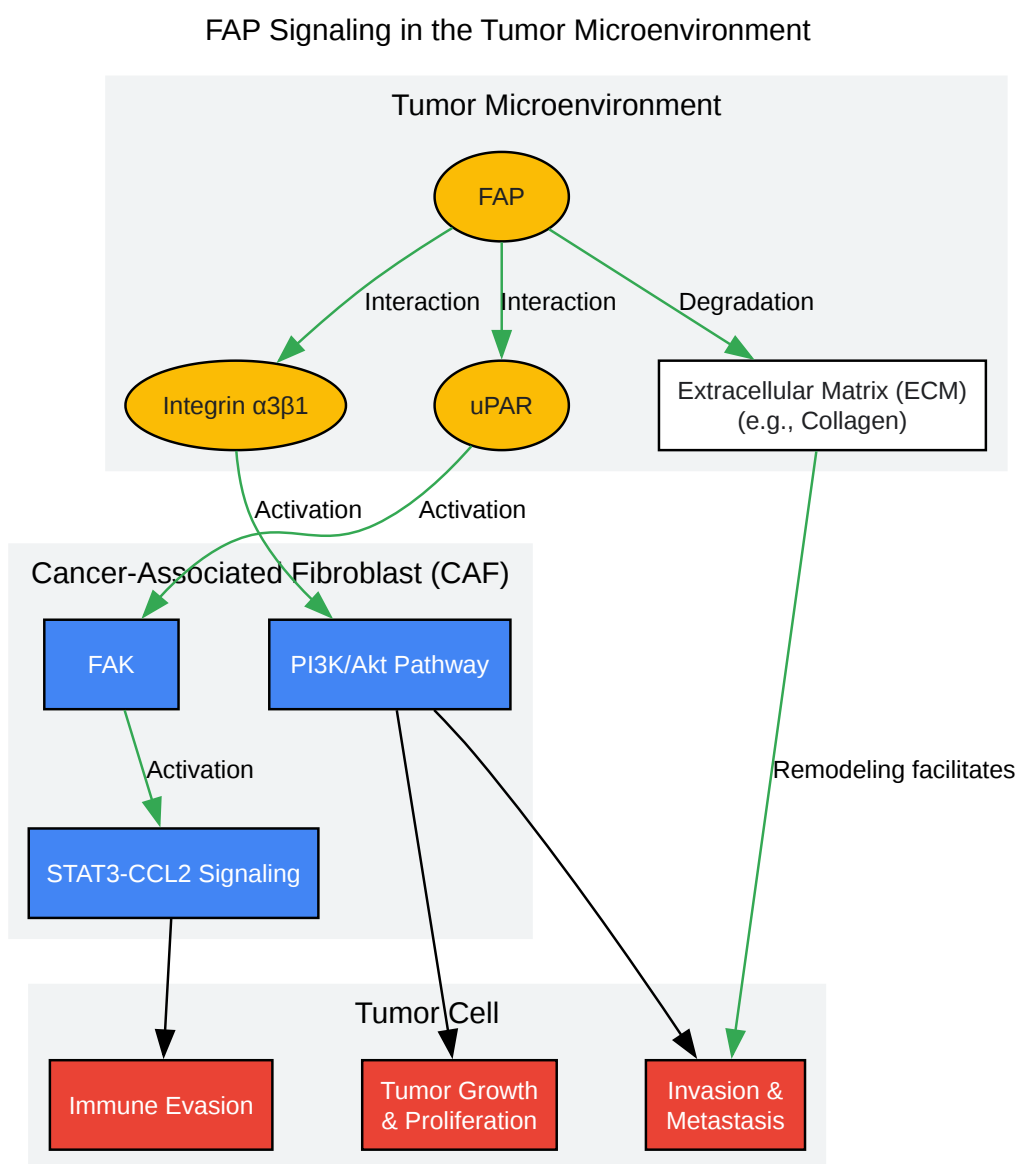 FAP Signaling in the Tumor Microenvironment
Tumor Microenvironment
FAP
Interaction
Interaction
Degradation
Integrin α3β1
uPAR
Extracellular Matrix (ECM)
(e.g., Collagen)
Activation
Activation
Cancer-Associated Fibroblast (CAF)
FAK
PI3K/Akt Pathway
Activation
Remodeling facilitates
STAT3-CCL2 Signaling
Tumor Cell
Immune Evasion
Tumor Growth
& Proliferation
Invasion &
Metastasis